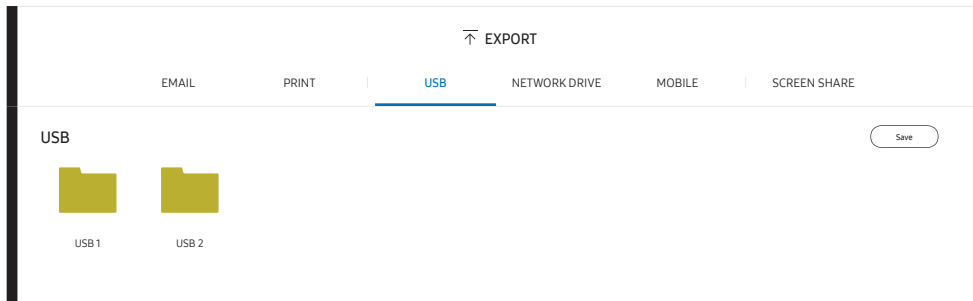 EXPORT
EMAIL PRINT USB NETWORK DRIVE MOBILE SCREEN SHARE
USB Save
USB 1 USB 2